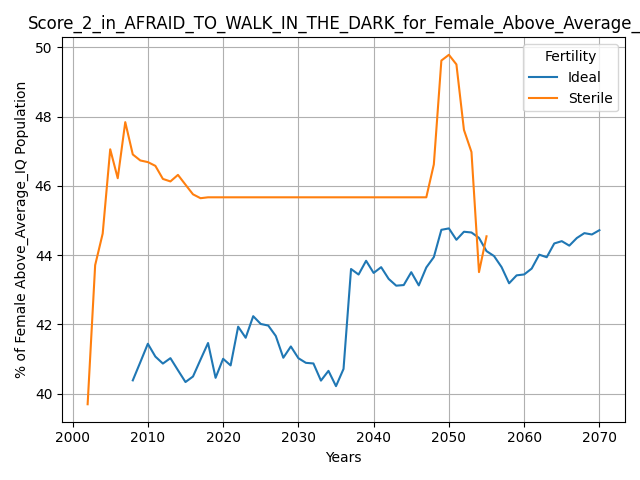 Score_2_in_AFRAID_TO_WALK_IN_THE_DARK_for_Female_Above_Average_
50
48
46
44
42
40
% of Female Above_Average_IQ Population
Fertility
Ideal
Sterile
2000 2010 2020 2030 2040 2050 2060 2070
Years